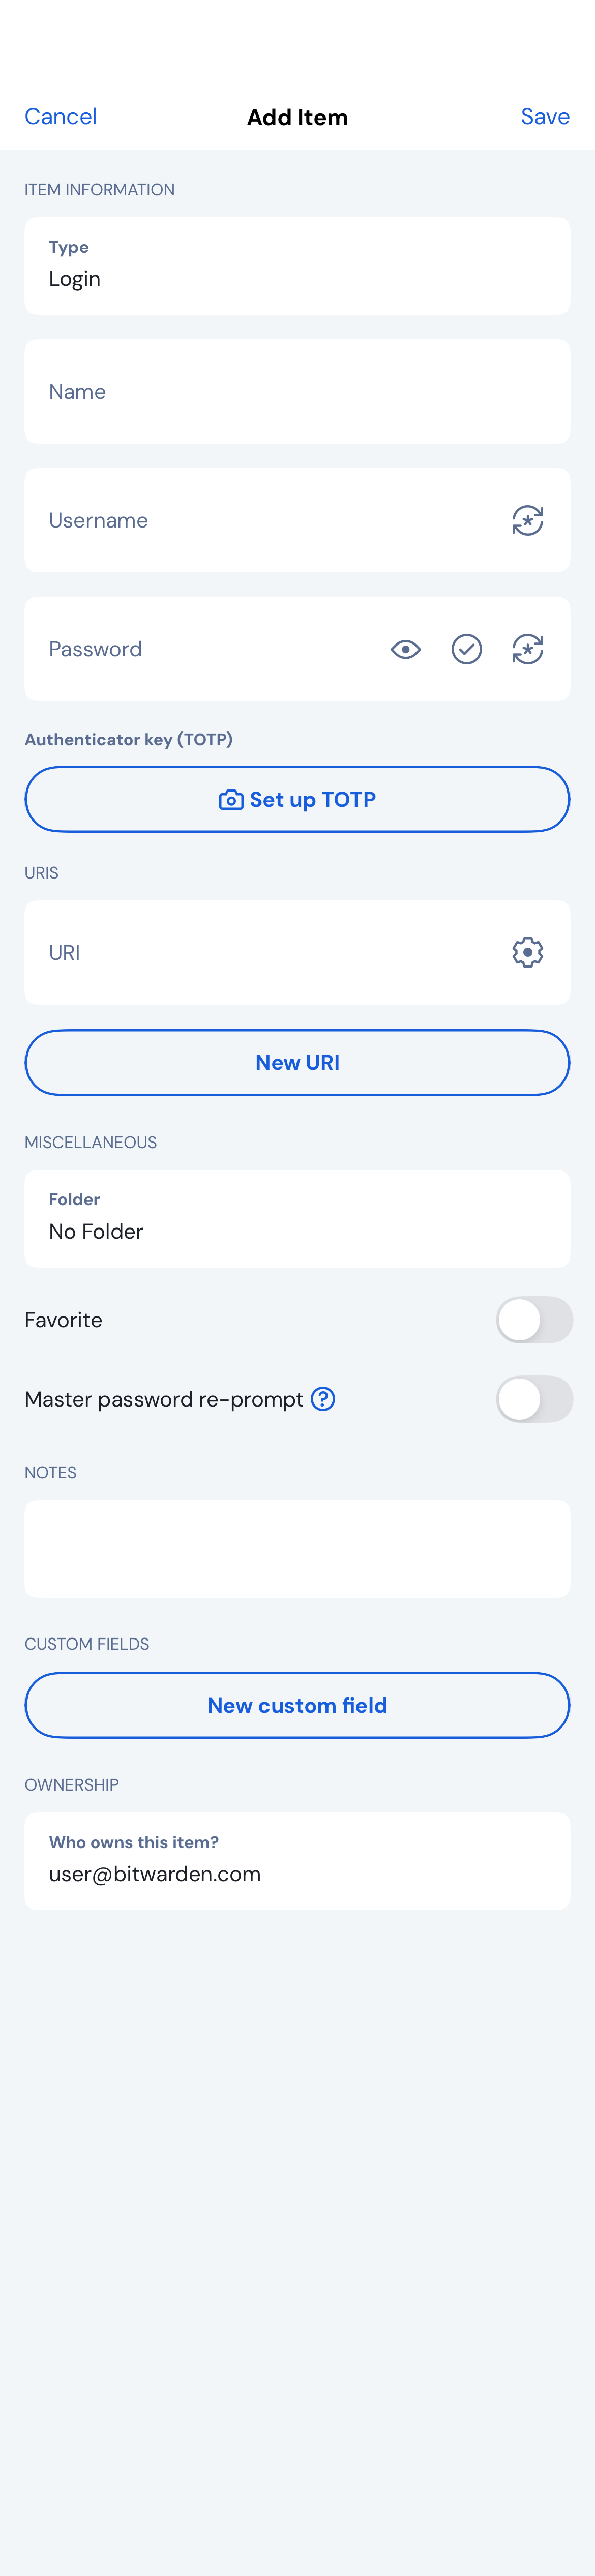 Cancel Add Item Save
ITEM INFORMATION
Type
Login
Name
Username
Password
Authenticator key (TOTP)
Set up TOTP
URIS
URI
New URI
MISCELLANEOUS
Folder
No Folder
Favorite
Master password re-prompt
NOTES
CUSTOM FIELDS
New custom field
OWNERSHIP
Who owns this item?
user@bitwarden.com